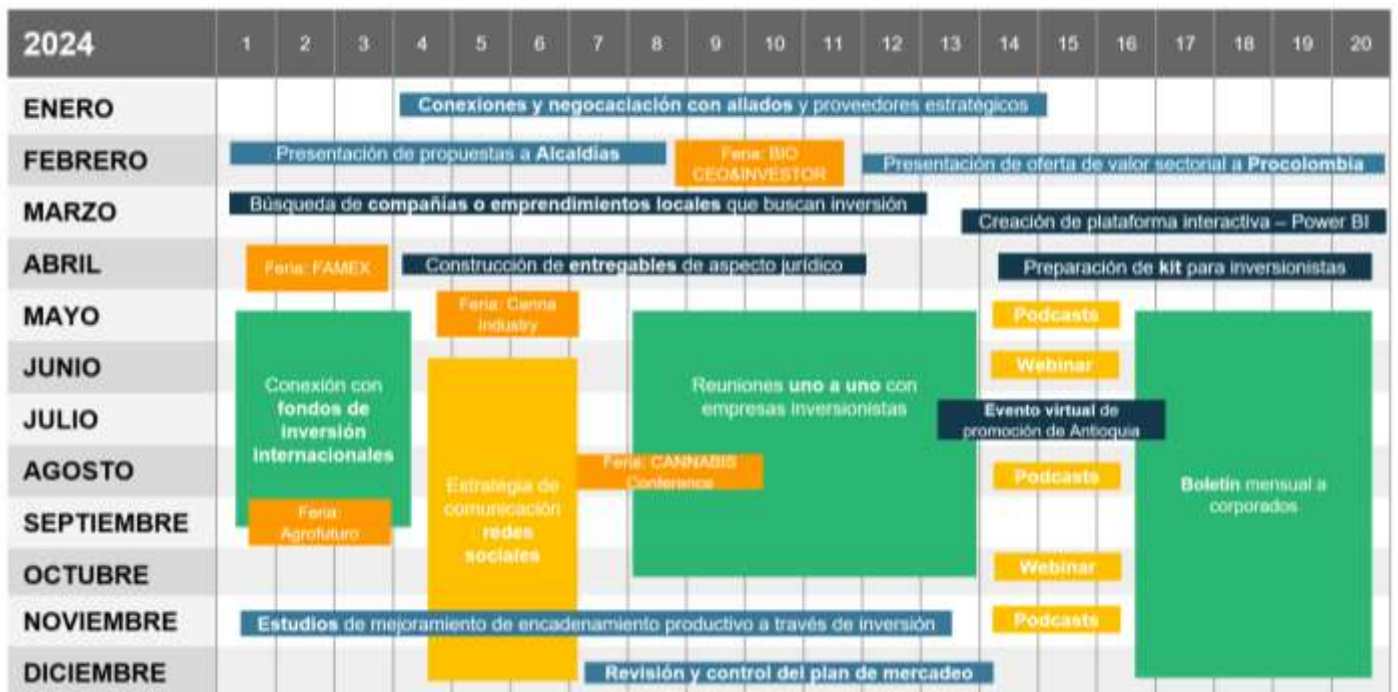 2024 1 2 3 4 5 6 7 8 9 10 11 12 13 14 15 16 17 18 19 20
ENERO
Conexiones y negocaclación con allados y proveedores estratégicos
FEBRERO
Presentación de propuestas a Alcaldías
Feria: BIO
CEO&INVESTOR
Presentación de oferta de valor sectorial a Procolombia
MARZO
Búsqueda de compañías o emprendimientos locales que buscan inversión
Creación de plataforma interactiva – Power BI
ABRIL
Feria: FAMEX
Construcción de entregables de aspecto jurídico
Preparación de kit para inversionistas
MAYO
Feria: Canna
Industry
Podcasts
JUNIO
Webinar
Conexión con
fondos de
inversión
internacionales
Reuniones uno a uno con
empresas inversionistas
JULIO
Evento virtual de
promoción de Antioquia
AGOSTO
Feria: CANNABIS
Conference
Podcasts
Estrategia de
comunicación
redes
sociales
Boletín mensual a
corporados
SEPTIEMBRE
Feria:
Agrofuturo
OCTUBRE
Webinar
NOVIEMBRE
Estudios de mejoramiento de encadenamiento productivo a través de inversión
Podcasts
DICIEMBRE
Revisión y control del plan de mercadeo